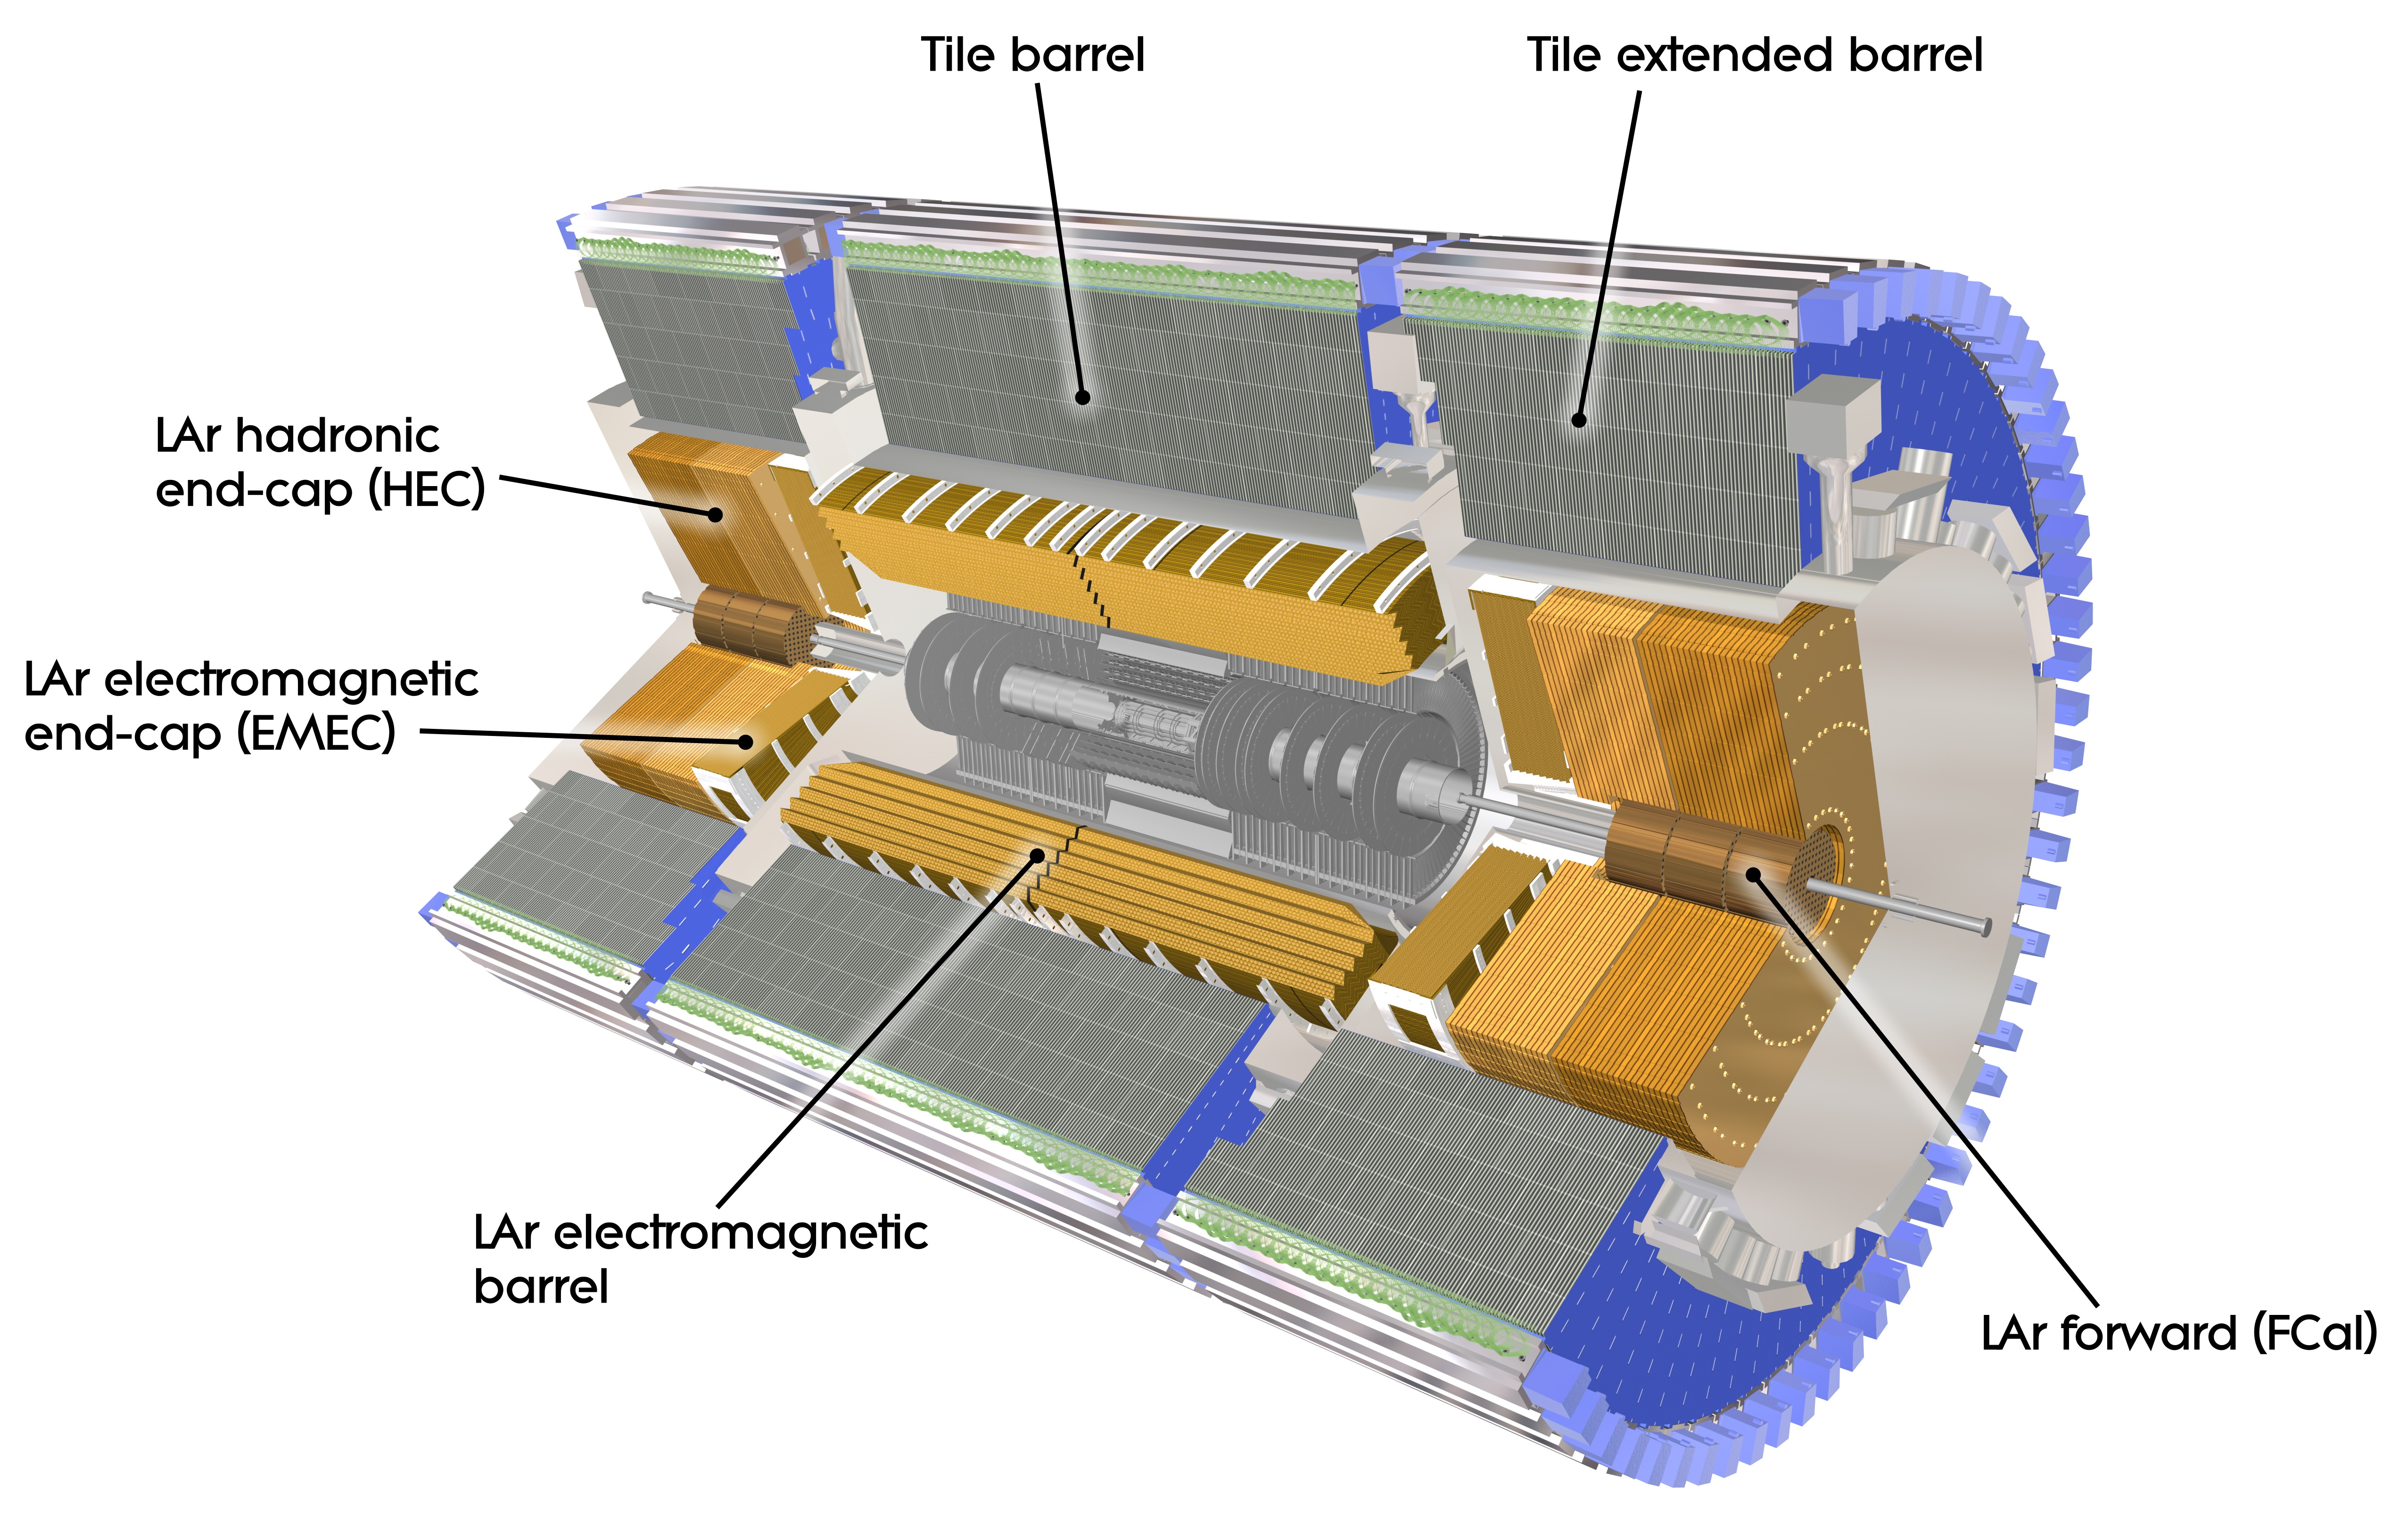 Tile barrel
Tile extended barrel
LAr hadronic
end-cap (HEC)
LAr electromagnetic
end-cap (EMEC)
LAr electromagnetic
barrel
LAr forward (FCal)